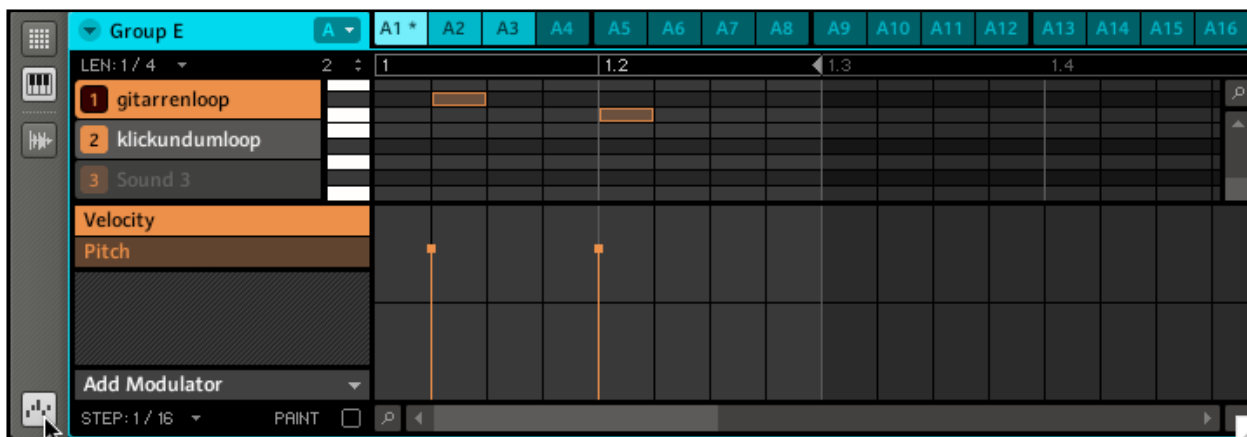 Group E A A1 * A2 A3 A4 A5 A6 A7 A8 A9 A10 A11 A12 A13 A14 A15 A16
LEN: 1 / 4 2 1 1.2 1.3 1.4
1 gitarrenloop
2 klickundumloop
3 Sound 3
Velocity
Pitch
Add Modulator
STEP: 1 / 16 PAINT